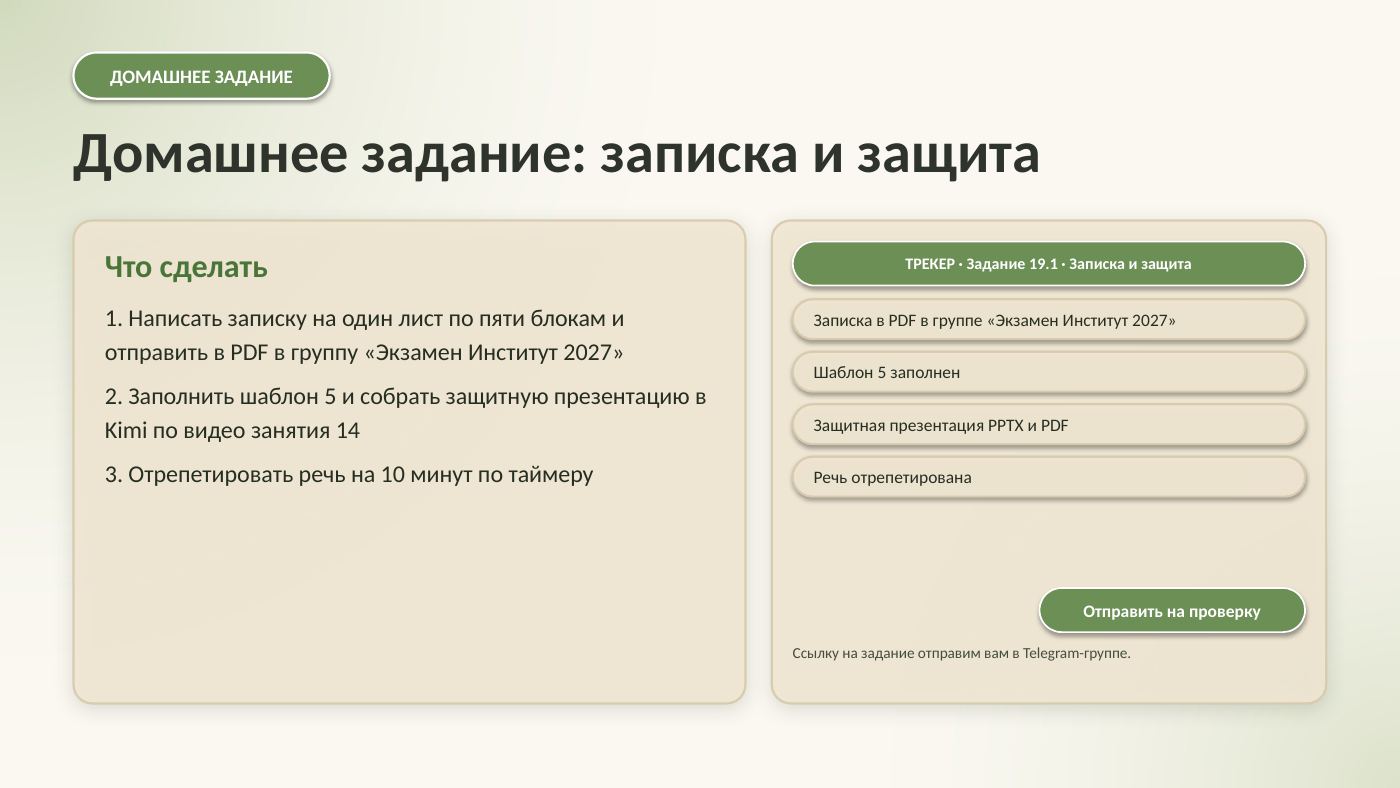 ДОМАШНЕЕ ЗАДАНИЕ
Домашнее задание: записка и защита
Что сделать
1. Написать записку на один лист по пяти блокам и
отправить в PDF в группу «Экзамен Институт 2027»
2. Заполнить шаблон 5 и собрать защитную презентацию в
Kimi по видео занятия 14
3. Отрепетировать речь на 10 минут по таймеру
ТРЕКЕР · Задание 19.1 · Записка и защита
Записка в PDF в группе «Экзамен Институт 2027»
Шаблон 5 заполнен
Защитная презентация PPTX и PDF
Речь отрепетирована
Отправить на проверку
Ссылку на задание отправим вам в Telegram-группе.